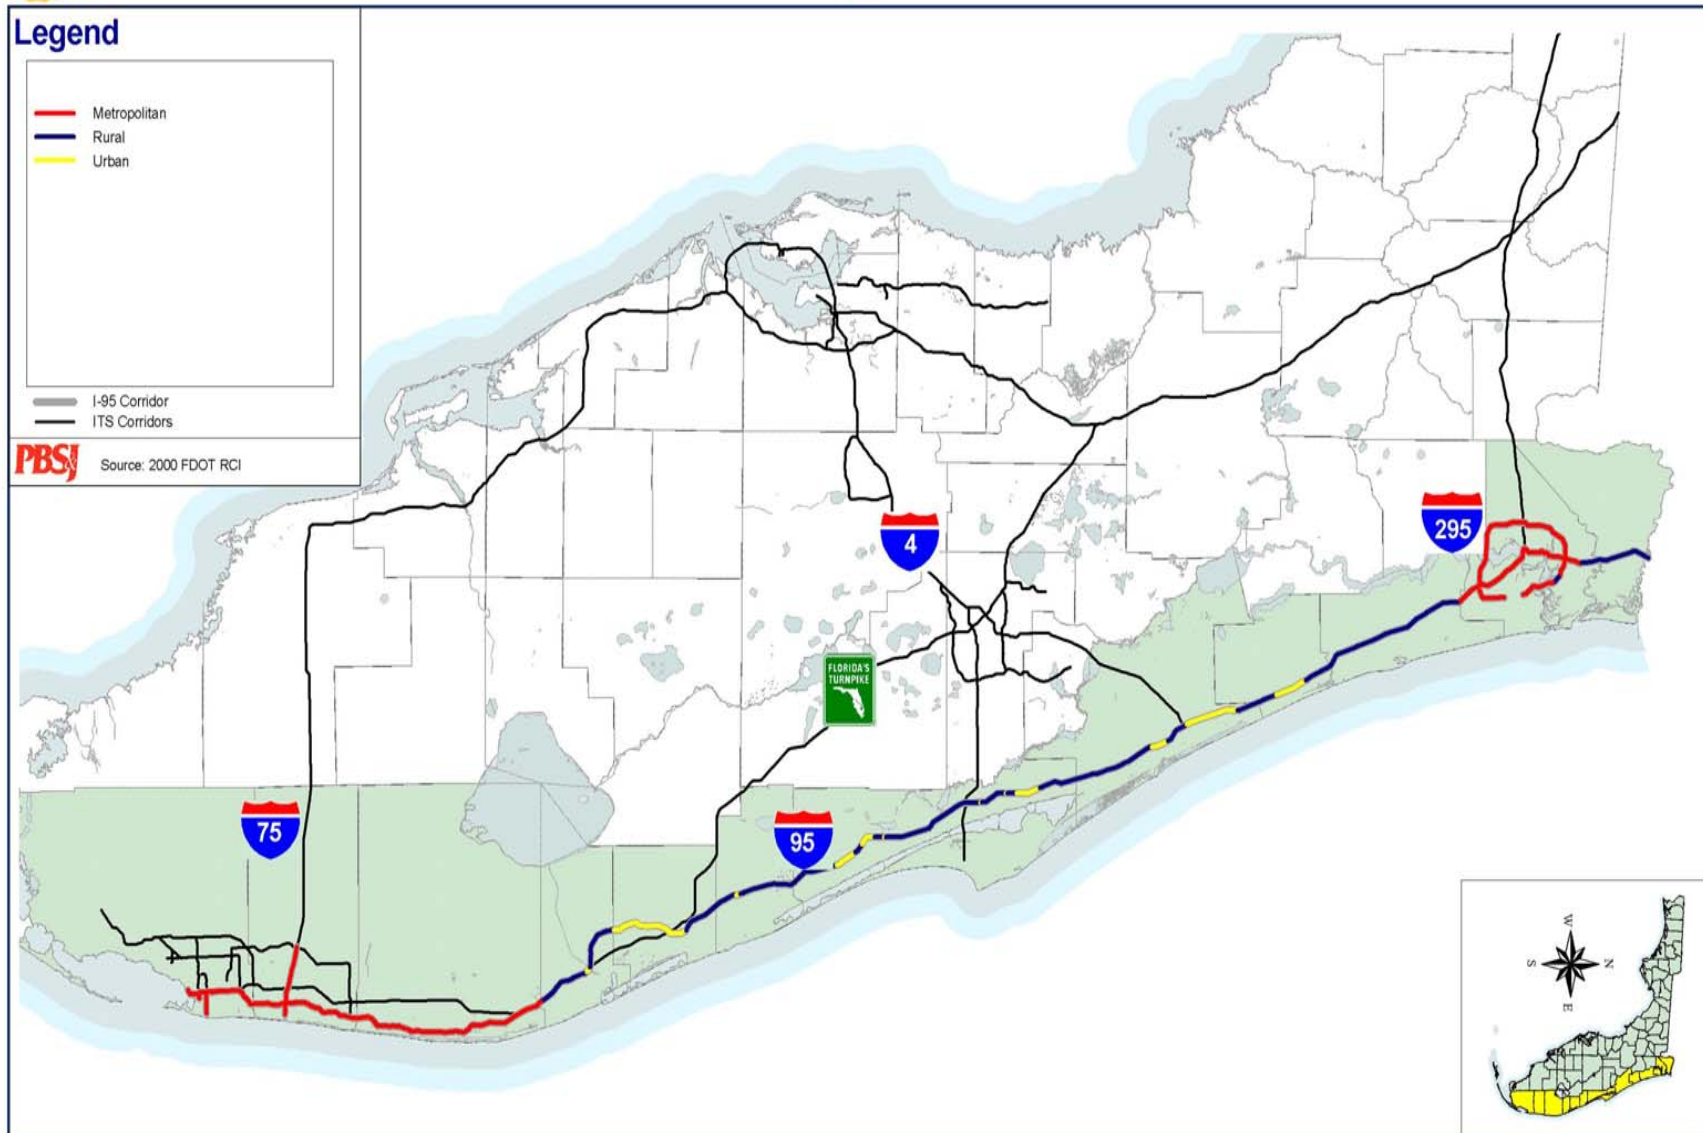 Legend
Metropolitan
Rural
Urban
I-95 Corridor
ITS Corridors
PBSJ
Source: 2000 FDOT RCI
295
4
FLORIDA'S
TURNPIKE
75
95
W
S
N
E